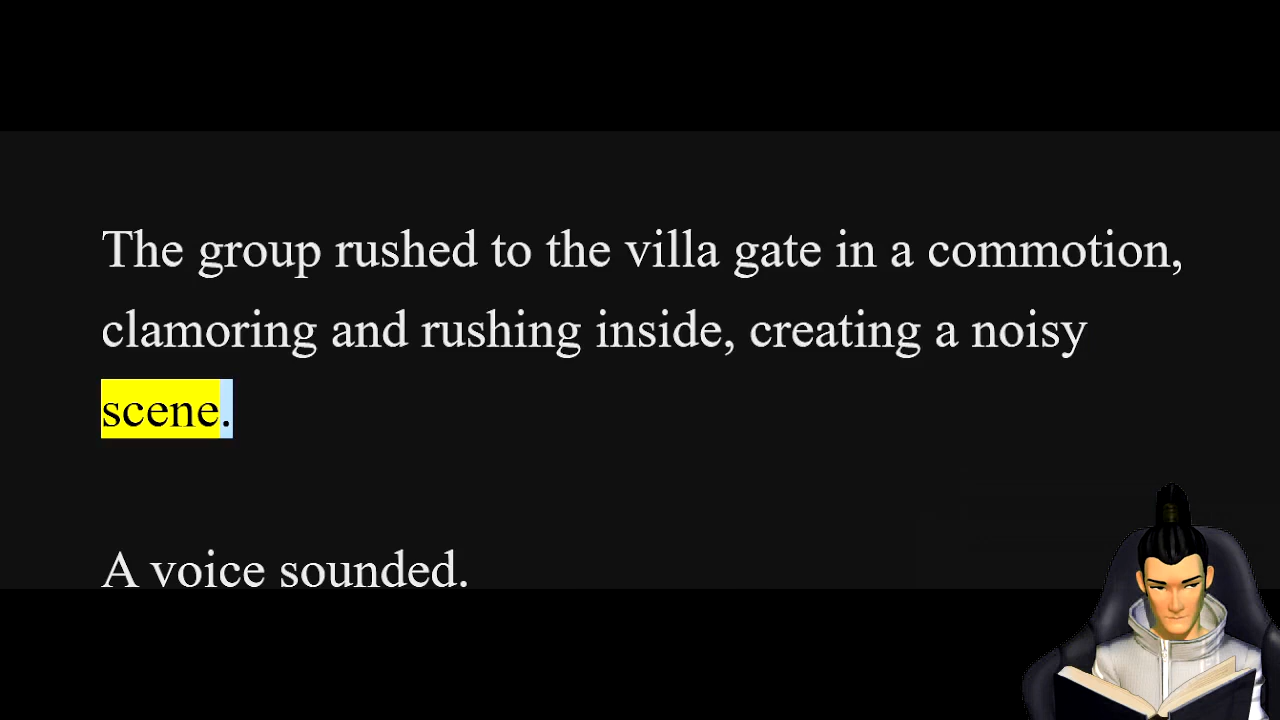 The group rushed to the villa gate in a commotion,
clamoring and rushing inside, creating a noisy
scene.
A voice sounded.